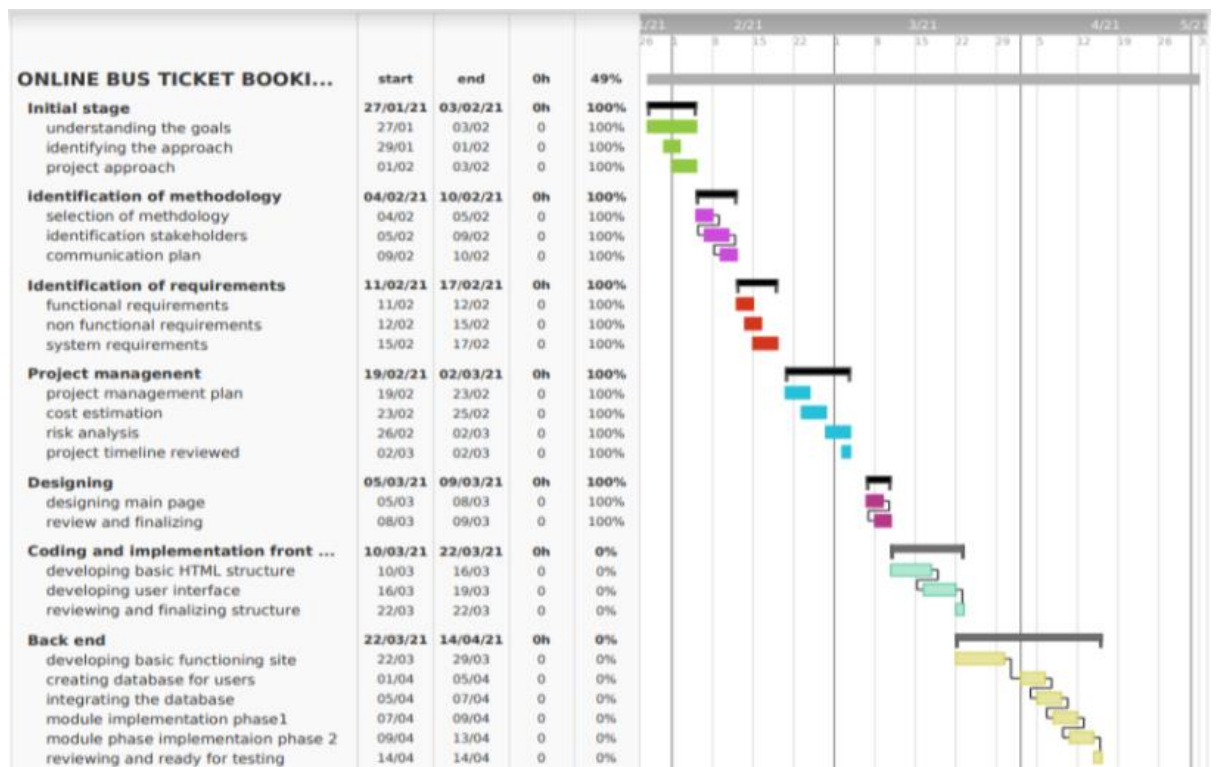 1/21 2/21 3/21 4/21 5/21
26 1 8 15 22 1 8 15 22 29 5 12 19 26 3
ONLINE BUS TICKET BOOKI... start end 0h 49%
Initial stage 27/01/21 03/02/21 0h 100%
understanding the goals 27/01 03/02 0 100%
identifying the approach 29/01 01/02 0 100%
project approach 01/02 03/02 0 100%
identification of methodology 04/02/21 10/02/21 0h 100%
selection of methdology 04/02 05/02 0 100%
identification stakeholders 05/02 09/02 0 100%
communication plan 09/02 10/02 0 100%
Identification of requirements 11/02/21 17/02/21 0h 100%
functional requirements 11/02 12/02 0 100%
non functional requirements 12/02 15/02 0 100%
system requirements 15/02 17/02 0 100%
Project managenent 19/02/21 02/03/21 0h 100%
project management plan 19/02 23/02 0 100%
cost estimation 23/02 25/02 0 100%
risk analysis 26/02 02/03 0 100%
project timeline reviewed 02/03 02/03 0 100%
Designing 05/03/21 09/03/21 0h 100%
designing main page 05/03 08/03 0 100%
review and finalizing 08/03 09/03 0 100%
Coding and implementation front ... 10/03/21 22/03/21 0h 0%
developing basic HTML structure 10/03 16/03 0 0%
developing user interface 16/03 19/03 0 0%
reviewing and finalizing structure 22/03 22/03 0 0%
Back end 22/03/21 14/04/21 0h 0%
developing basic functioning site 22/03 29/03 0 0%
creating database for users 01/04 05/04 0 0%
integrating the database 05/04 07/04 0 0%
module implementation phase1 07/04 09/04 0 0%
module phase implementaion phase 2 09/04 13/04 0 0%
reviewing and ready for testing 14/04 14/04 0 0%